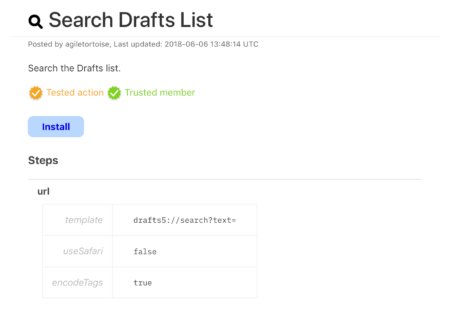 Search Drafts List
Posted by agiletortoise, Last updated: 2018-06-06 13:48:14 UTC
Search the Drafts list.
Tested action Trusted member
Install
Steps
url
template drafts5://search?text=
useSafari false
encodeTags true